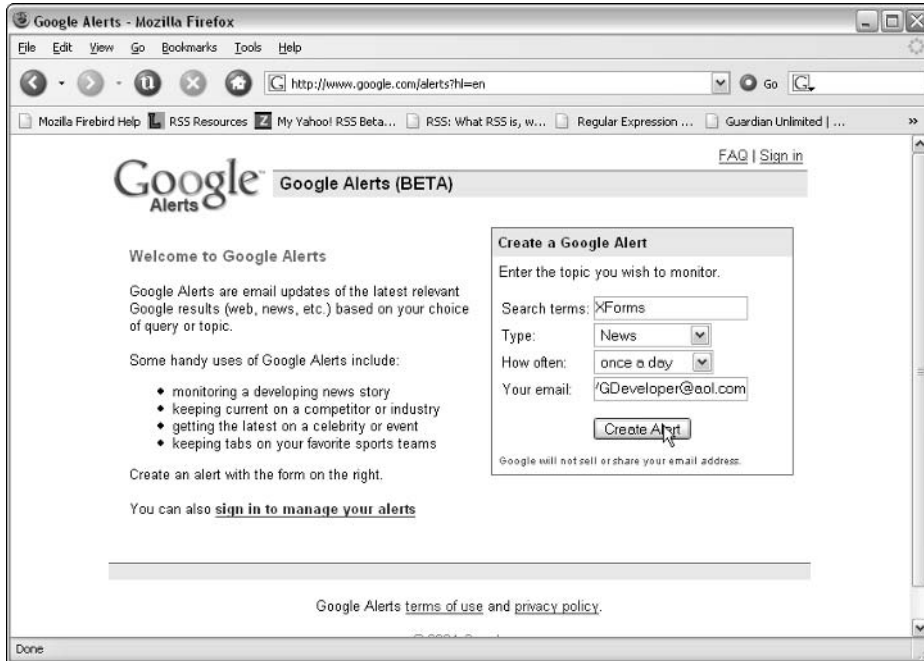 Google Alerts - Mozilla Firefox
File Edit View Go Bookmarks Tools Help
http://www.google.com/alerts?hl=en Go
Mozilla Firebird Help RSS Resources My Yahoo! RSS Beta... RSS: What RSS is, w... Regular Expression ... Guardian Unlimited | ... »
FAQ | Sign in
Google™
Alerts
Google Alerts (BETA)
Welcome to Google Alerts
Google Alerts are email updates of the latest relevant
Google results (web, news, etc.) based on your choice
of query or topic.
Some handy uses of Google Alerts include:
• monitoring a developing news story
• keeping current on a competitor or industry
• getting the latest on a celebrity or event
• keeping tabs on your favorite sports teams
Create an alert with the form on the right.
You can also sign in to manage your alerts
Create a Google Alert
Enter the topic you wish to monitor.
Search terms: XForms
Type: News
How often: once a day
Your email: GDeveloper@aol.com
Create Alert
Google will not sell or share your email address.
Google Alerts terms of use and privacy policy.
Done